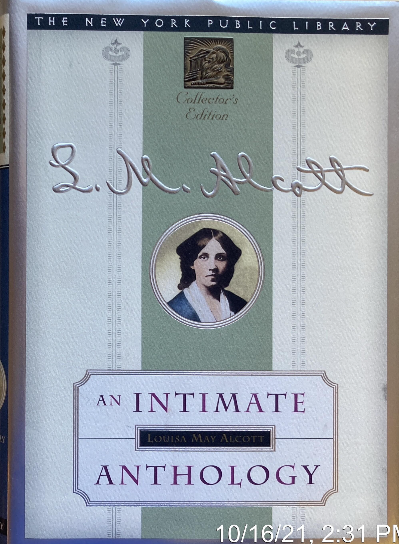 THE NEW YORK PUBLIC LIBRARY
Collector's
Edition
L. M. Alcott
AN INTIMATE
LOUISA MAY ALCOTT
ANTHOLOGY
10/16/21, 2:31 PM